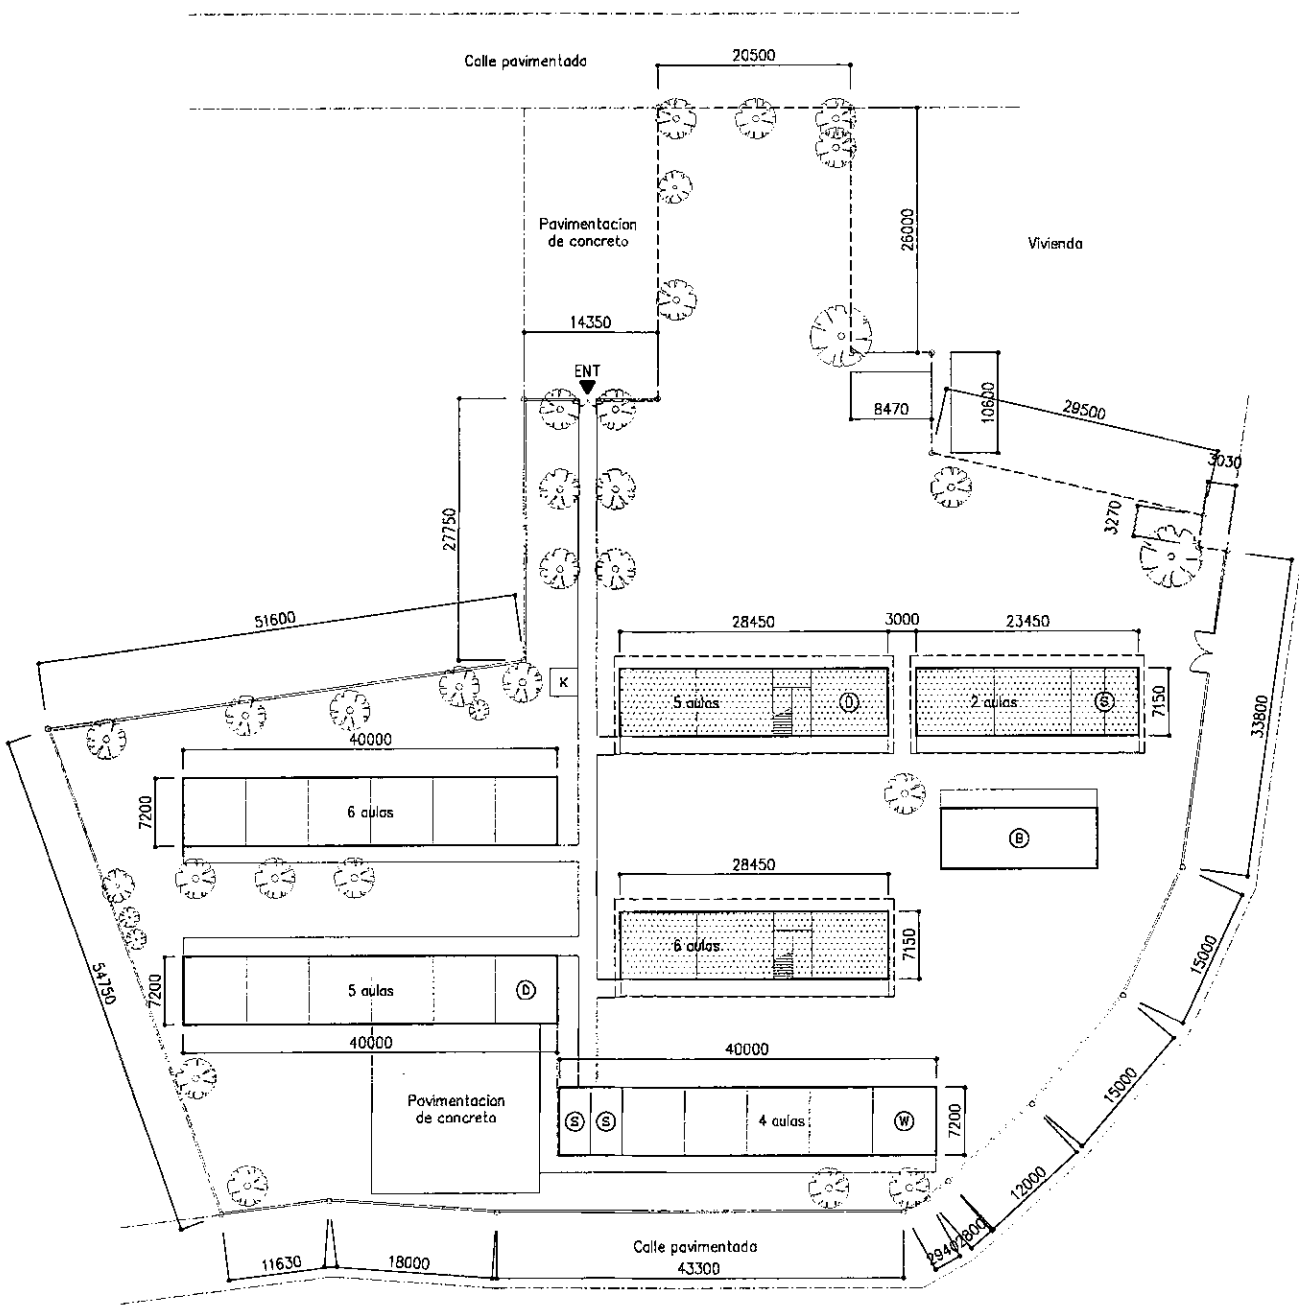 Calle pavimentada
20500
Pavimentacion
de concreto
26000
Vivienda
14350
ENT
8470
10600
29500
3030
3270
27750
51600
28450
3000
23450
K
5 aulas
D
2 aulas
S
7150
33800
40000
7200
6 aulas
B
28450
6 aulas
7150
15000
54750
7200
5 aulas
D
40000
40000
15000
Pavimentacion
de concreto
S
S
4 aulas
W
7200
12000
2940
2800
Calle pavimentada
11630
18000
43300